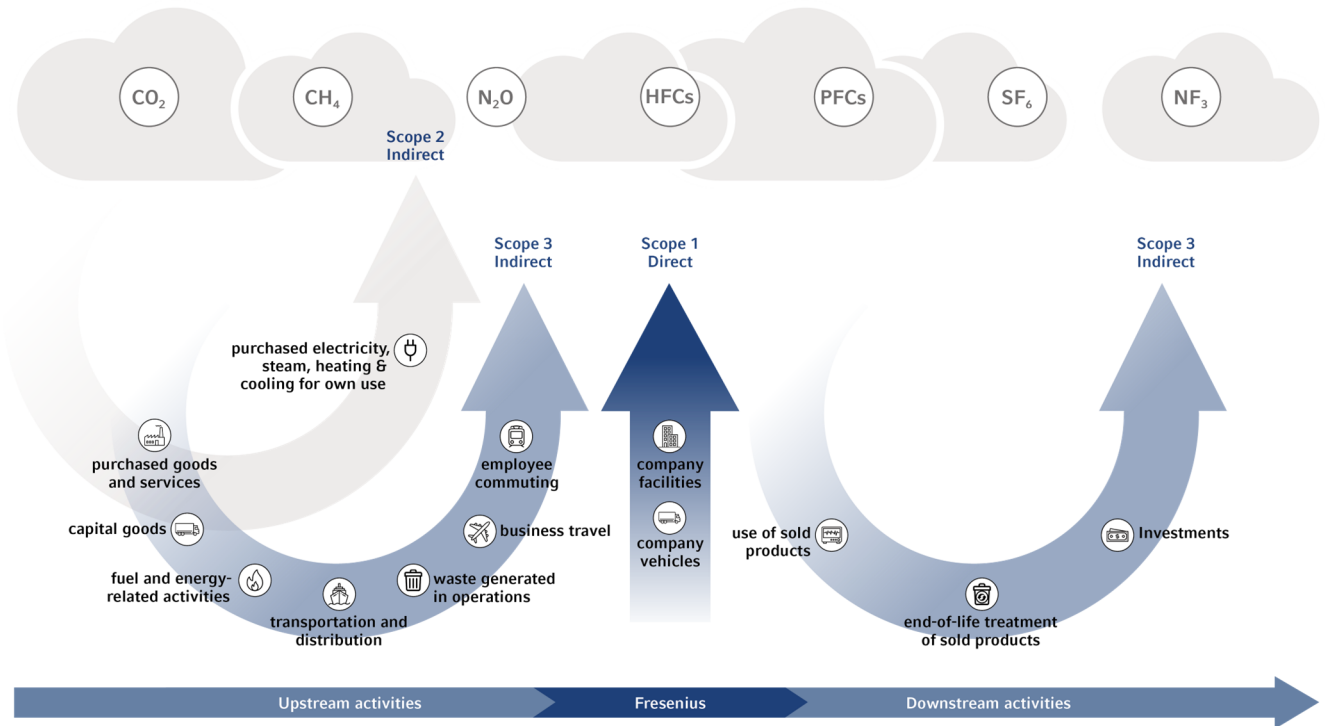 CO₂
CH₄
N₂O
HFCs
PFCs
SF₆
NF₃
Scope 2
Indirect
Scope 3
Indirect
Scope 1
Direct
Scope 3
Indirect
purchased electricity,
steam, heating &
cooling for own use
purchased goods
and services
capital goods
fuel and energy-
related activities
transportation and
distribution
waste generated
in operations
business travel
employee
commuting
company
facilities
company
vehicles
use of sold
products
end-of-life treatment
of sold products
Investments
Upstream activities
Fresenius
Downstream activities